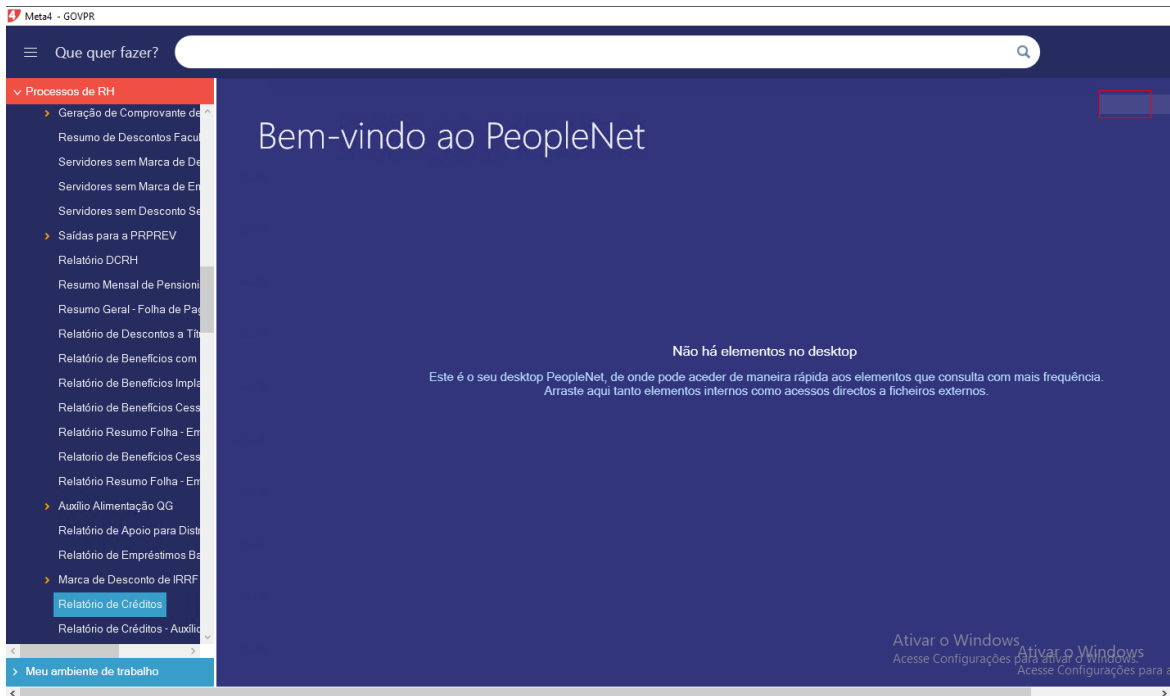 Meta4 - GOVPR
Que quer fazer?
Processos de RH
Geração de Comprovante de
Resumo de Descontos Facul
Servidores sem Marca de De
Servidores sem Marca de En
Servidores sem Desconto Se
Saídas para a PRPREV
Relatório DCRH
Resumo Mensal de Pensioni
Resumo Geral - Folha de Pag
Relatório de Descontos a Títu
Relatório de Benefícios com
Relatório de Benefícios Impla
Relatório de Benefícios Cess
Relatório Resumo Folha - Em
Relatorio de Benefícios Cess
Relatório Resumo Folha - Em
Auxílio Alimentação QG
Relatório de Apoio para Distr
Relatório de Empréstimos Ba
Marca de Desconto de IRRF
Relatório de Créditos
Relatório de Créditos - Auxílio
Meu ambiente de trabalho
Bem-vindo ao PeopleNet
Não há elementos no desktop
Este é o seu desktop PeopleNet, de onde pode aceder de maneira rápida aos elementos que consulta com mais frequência.
Arraste aqui tanto elementos internos como acessos directos a ficheiros externos.
Ativar o Windows
Acesse Configurações para ativar o Windows.
Ativar o Windows
Acesse Configurações para a